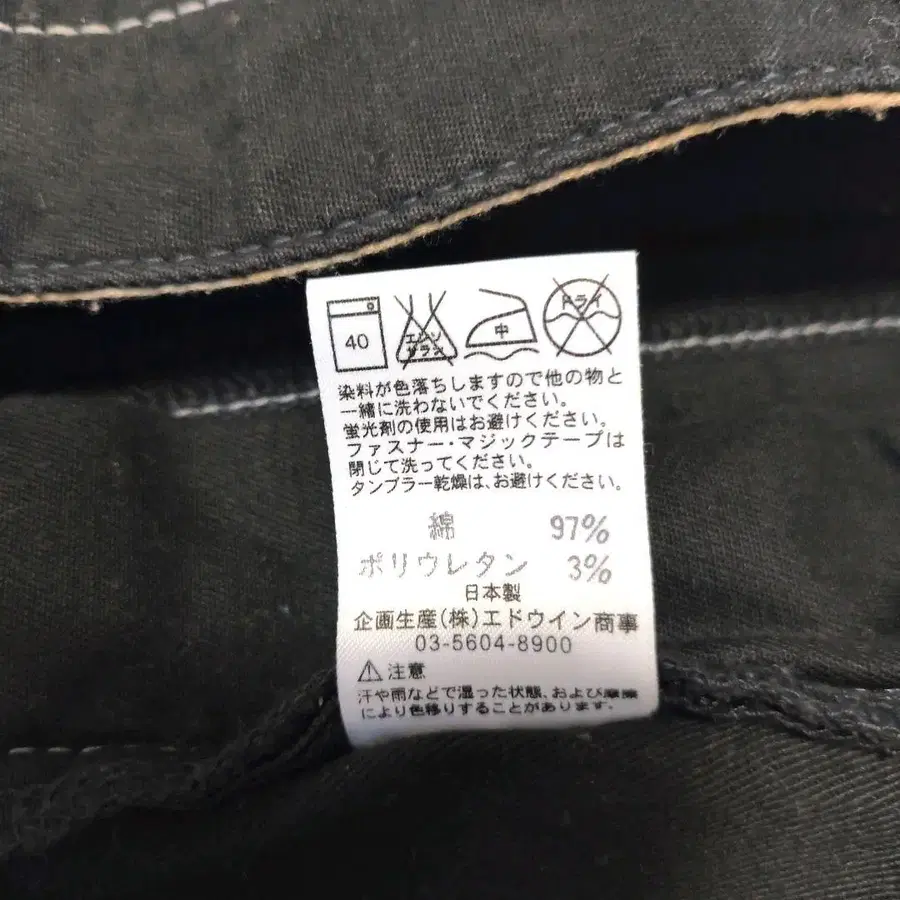 40
エンソ
サラシ
中
ドライ
染料が色落ちしますので他の物と
一緒に洗わないでください。
蛍光剤の使用はお避けください。
ファスナー・マジックテープは
閉じて洗ってください。
タンブラー乾燥は、お避けください。
綿 97%
ポリウレタン 3%
日本製
企画生産(株)エドウイン商事
03-5604-8900
⚠注意
汗や雨などで湿った状態、および摩擦
により色移りすることがあります。